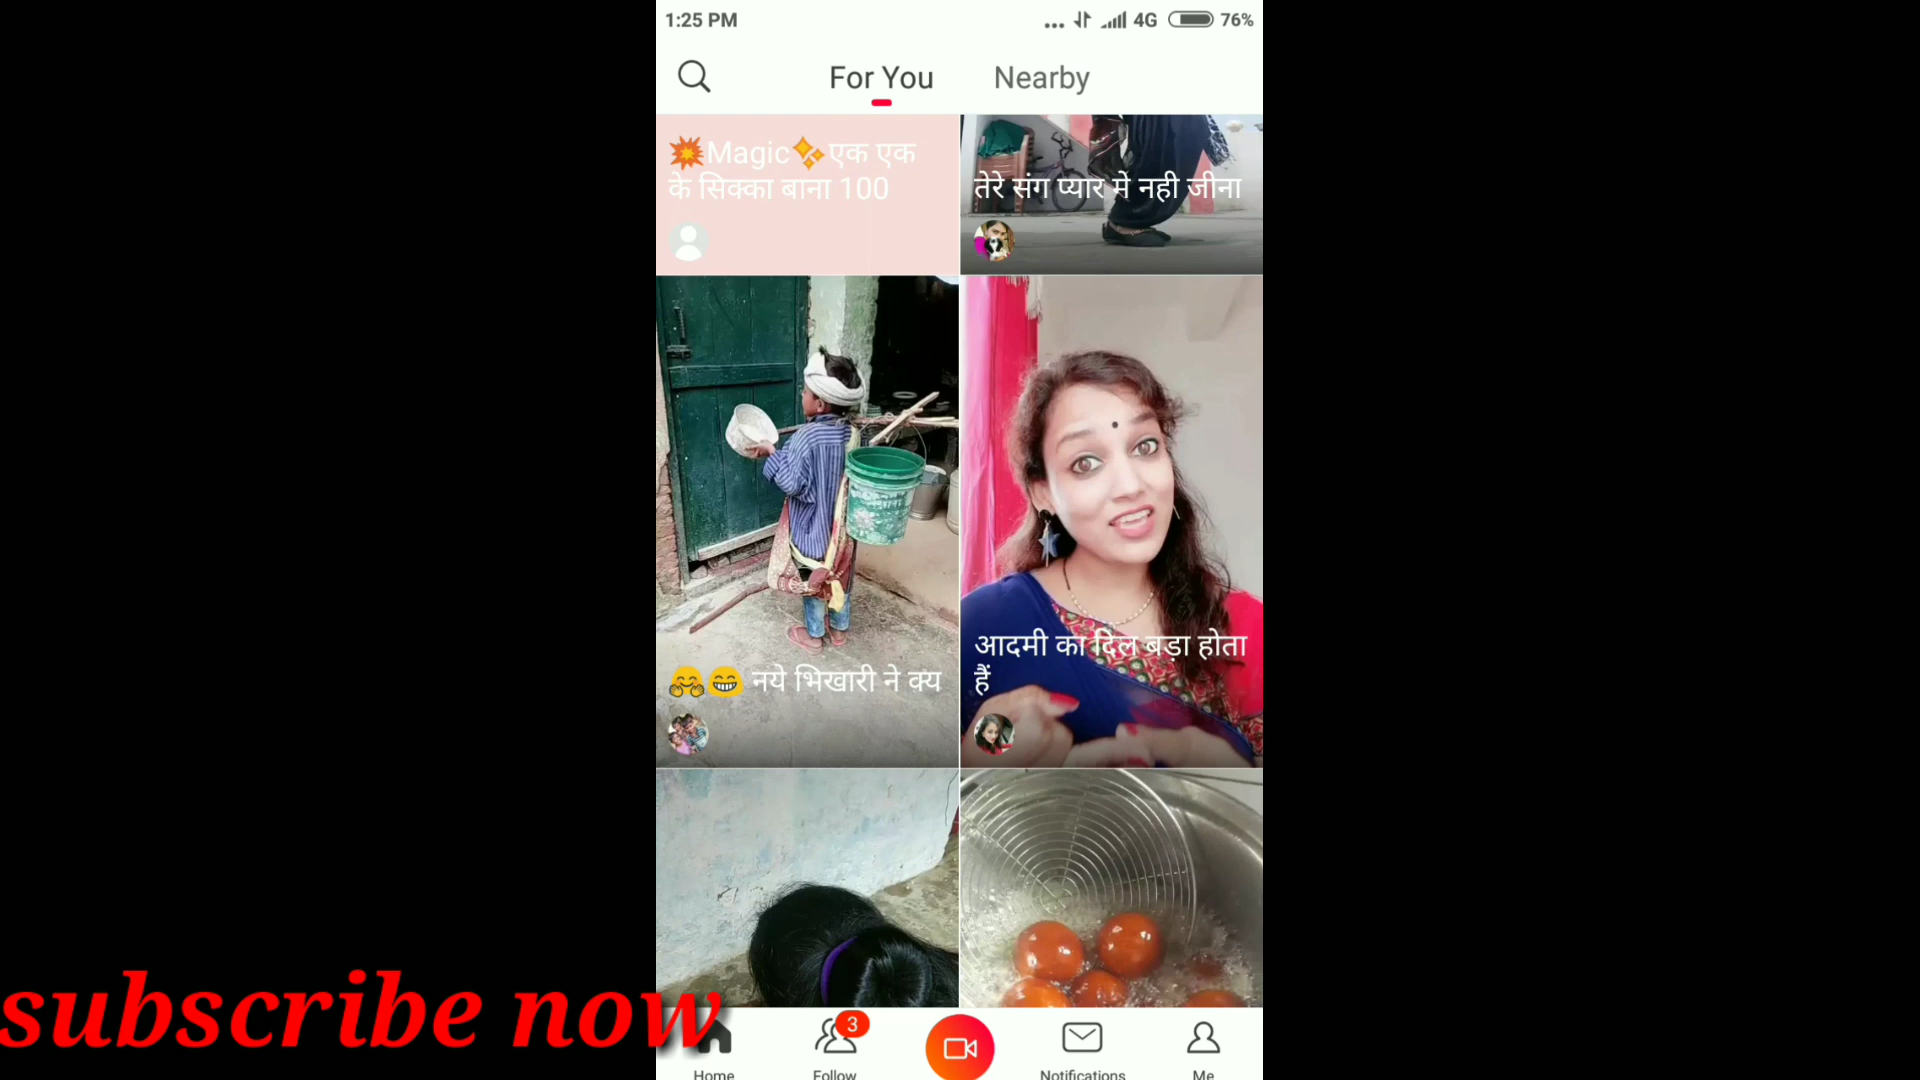 1:25 PM
4G 76%
For You Nearby
Magic एक एक
के सिक्का बाना 100
तेरे संग प्यार मे नही जीना
नये भिखारी ने क्य
आदमी का दिल बड़ा होता
हैं
subscribe now
3
Home Follow Notifications Me